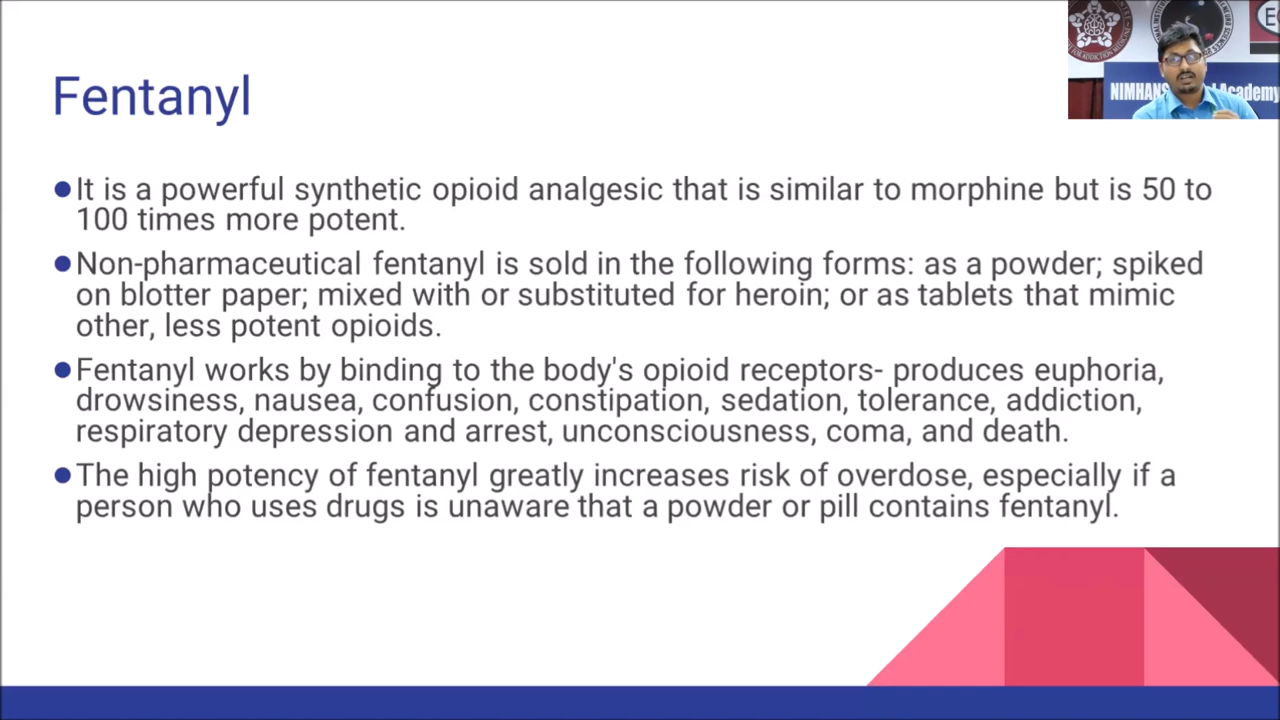 Fentanyl
NIMHANS
Academy
●It is a powerful synthetic opioid analgesic that is similar to morphine but is 50 to
100 times more potent.
●Non-pharmaceutical fentanyl is sold in the following forms: as a powder; spiked
on blotter paper; mixed with or substituted for heroin; or as tablets that mimic
other, less potent opioids.
●Fentanyl works by binding to the body's opioid receptors- produces euphoria,
drowsiness, nausea, confusion, constipation, sedation, tolerance, addiction,
respiratory depression and arrest, unconsciousness, coma, and death.
●The high potency of fentanyl greatly increases risk of overdose, especially if a
person who uses drugs is unaware that a powder or pill contains fentanyl.